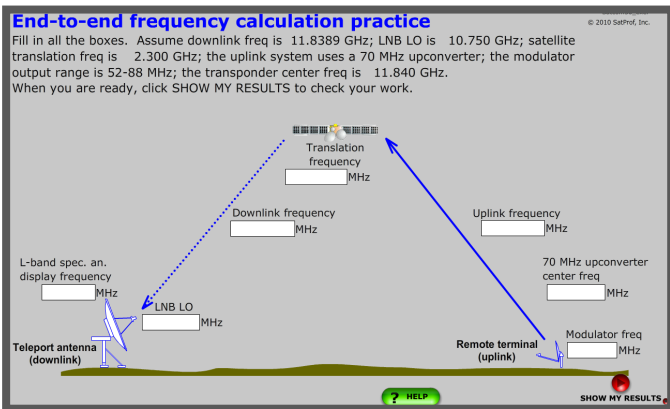 End-to-end frequency calculation practice
© 2010 SatProf, Inc.
Fill in all the boxes. Assume downlink freq is 11.8389 GHz; LNB LO is 10.750 GHz; satellite
translation freq is 2.300 GHz; the uplink system uses a 70 MHz upconverter; the modulator
output range is 52-88 MHz; the transponder center freq is 11.840 GHz.
When you are ready, click SHOW MY RESULTS to check your work.
Translation
frequency
MHz
Downlink frequency
MHz
Uplink frequency
MHz
L-band spec. an.
display frequency
MHz
70 MHz upconverter
center freq
MHz
LNB LO
MHz
Modulator freq
MHz
Teleport antenna
(downlink)
Remote terminal
(uplink)
? HELP
SHOW MY RESULTS